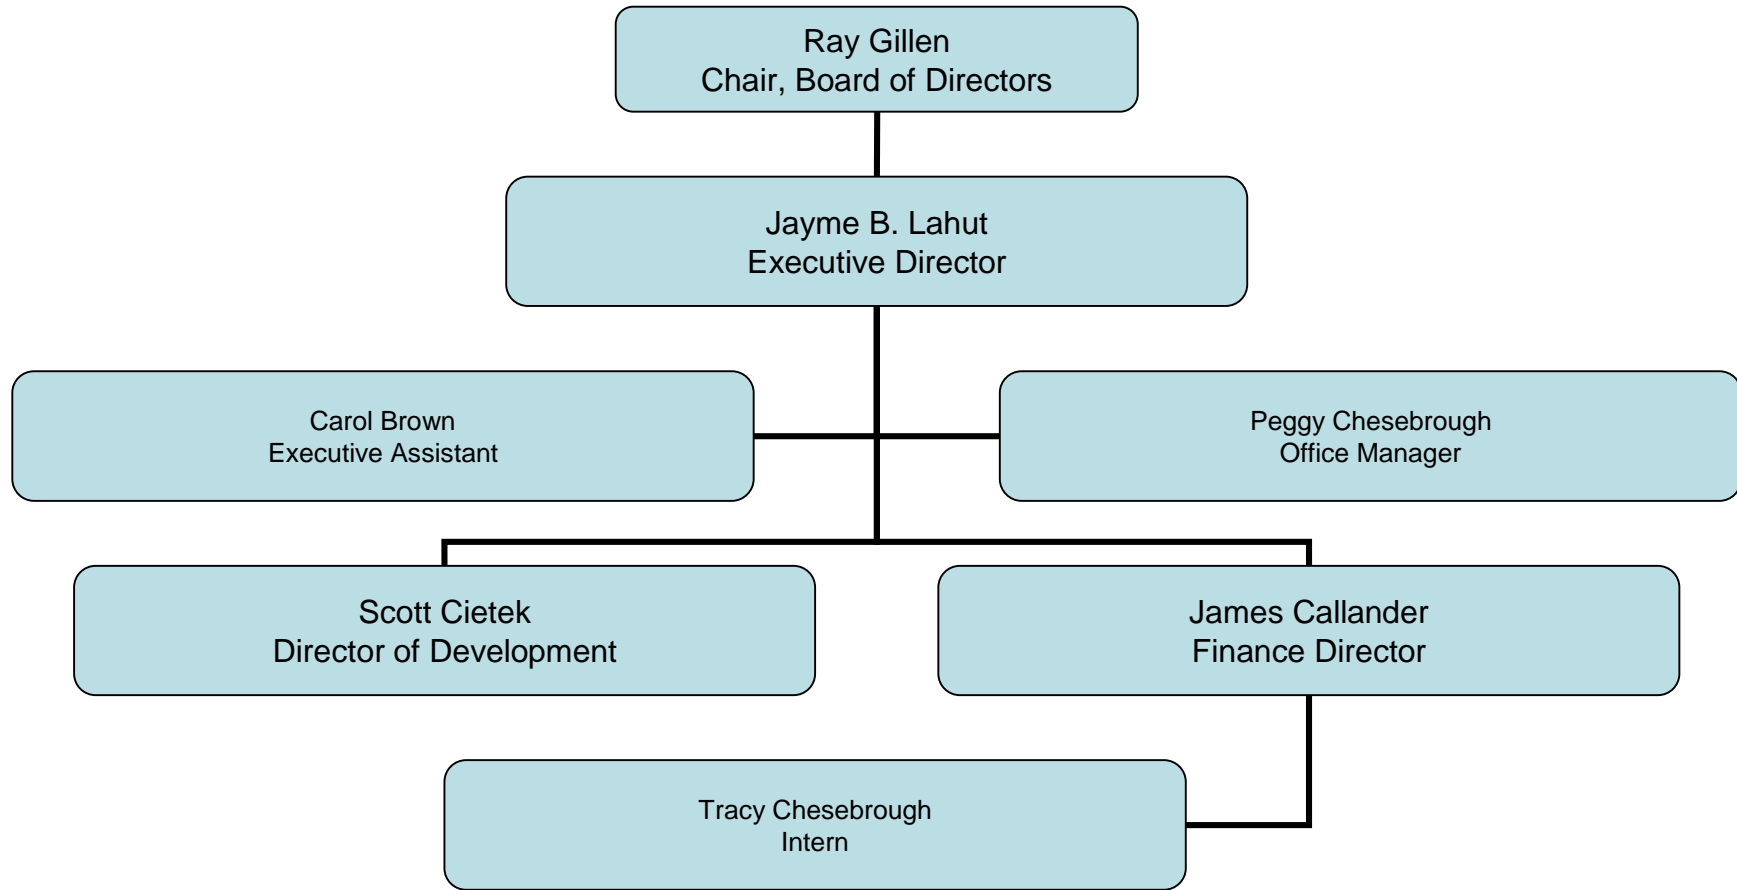 Ray Gillen
Chair, Board of Directors
Jayme B. Lahut
Executive Director
Carol Brown
Executive Assistant
Peggy Chesebrough
Office Manager
Scott Cietek
Director of Development
James Callander
Finance Director
Tracy Chesebrough
Intern